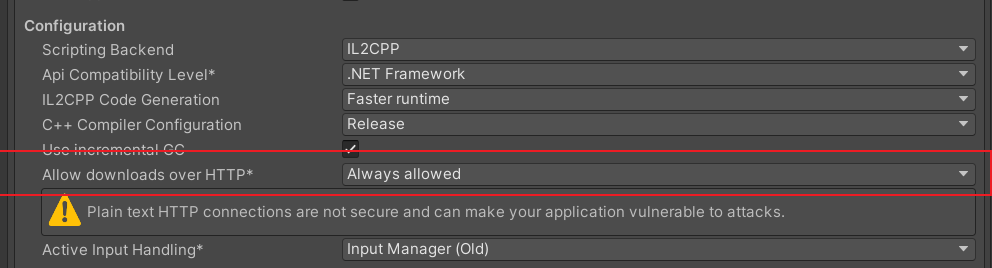 Configuration
Scripting Backend IL2CPP
Api Compatibility Level* .NET Framework
IL2CPP Code Generation Faster runtime
C++ Compiler Configuration Release
Use incremental GC
Allow downloads over HTTP* Always allowed
Plain text HTTP connections are not secure and can make your application vulnerable to attacks.
Active Input Handling* Input Manager (Old)